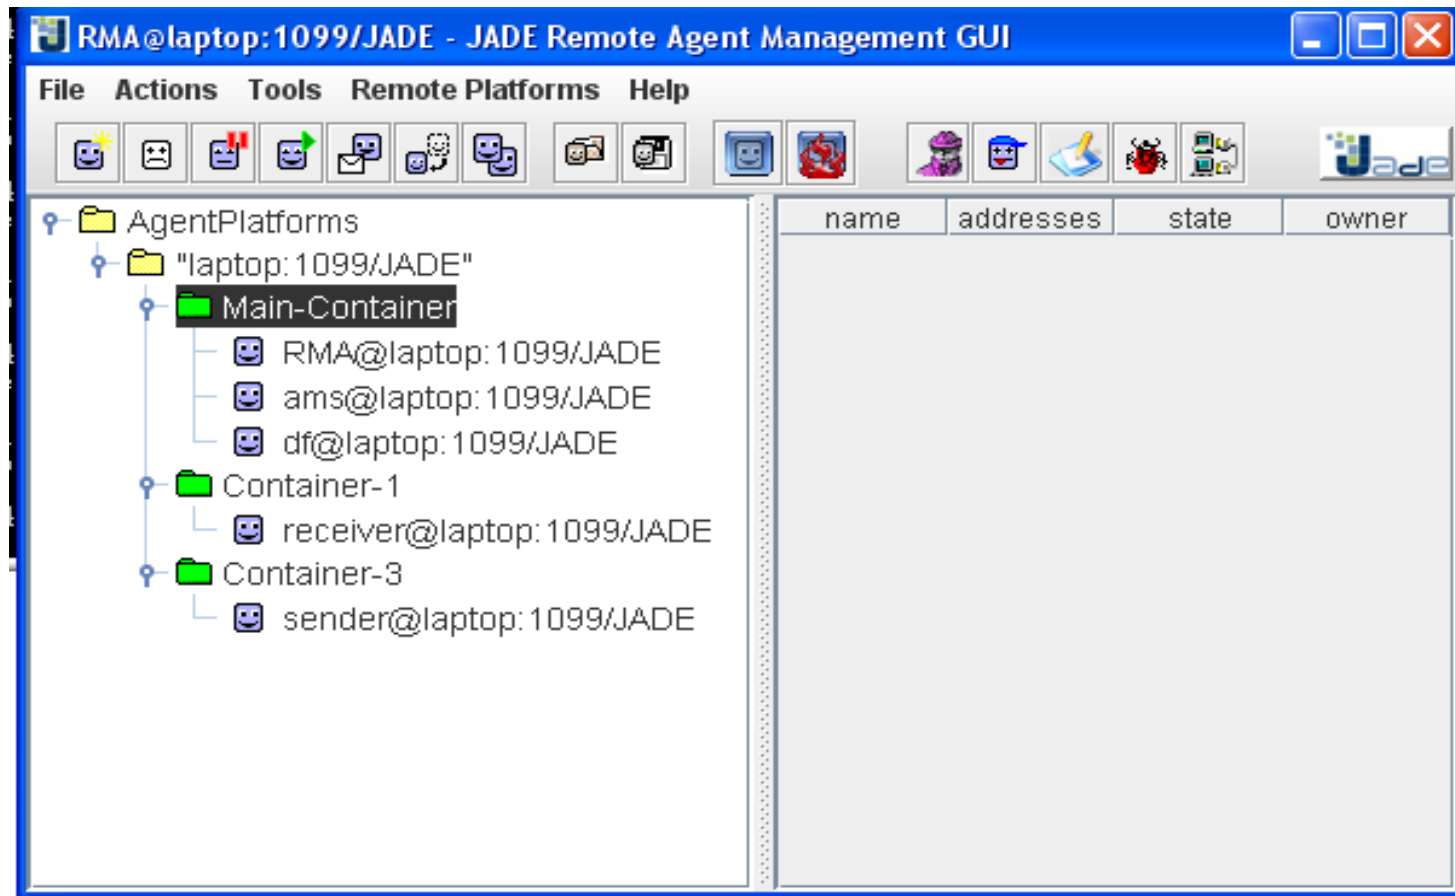 RMA@laptop:1099/JADE - JADE Remote Agent Management GUI
File Actions Tools Remote Platforms Help
Jade
AgentPlatforms
"laptop:1099/JADE"
Main-Container
RMA@laptop:1099/JADE
ams@laptop:1099/JADE
df@laptop:1099/JADE
Container-1
receiver@laptop:1099/JADE
Container-3
sender@laptop:1099/JADE
name addresses state owner